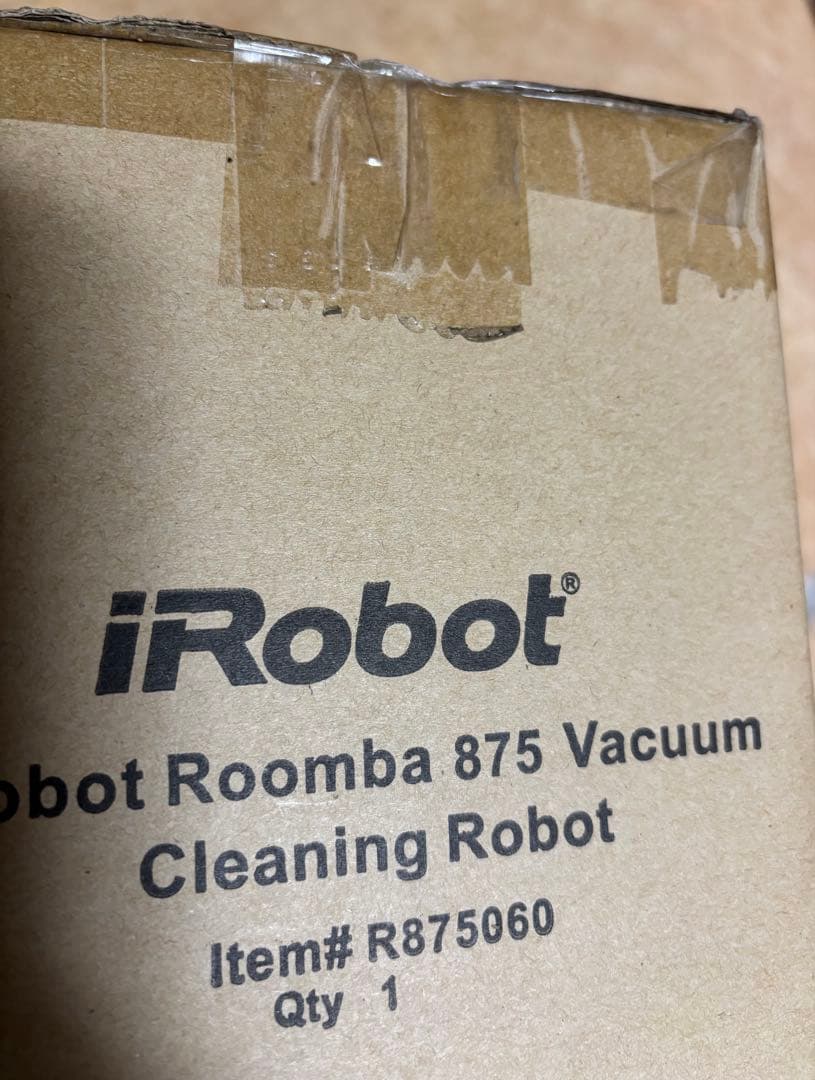 iRobot®
obot Roomba 875 Vacuum
Cleaning Robot
Item# R875060
Qty 1